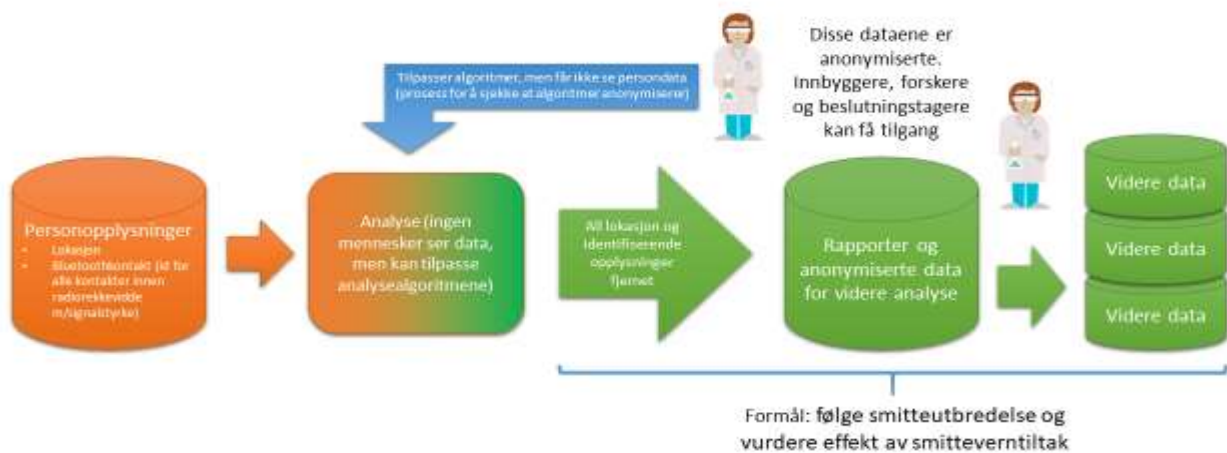 Tilpasser algoritmer, men får ikke se persondata
(prosess for å sjekke at algoritmer anonymiserer)
Disse dataene er
anonymiserte.
Innbyggere, forskere
og beslutningstagere
kan få tilgang
Personopplysninger
• Lokasjon
• Bluetoothkontakt (id for
alle kontakter innen
radiorekkevidde
m/signalstyrke)
Analyse (ingen
mennesker ser data,
men kan tilpasse
analysealgoritmene)
All lokasjon og
identifiserende
opplysninger
fjernet
Rapporter og
anonymiserte data
for videre analyse
Videre data
Videre data
Videre data
Formål: følge smitteutbredelse og
vurdere effekt av smitteverntiltak